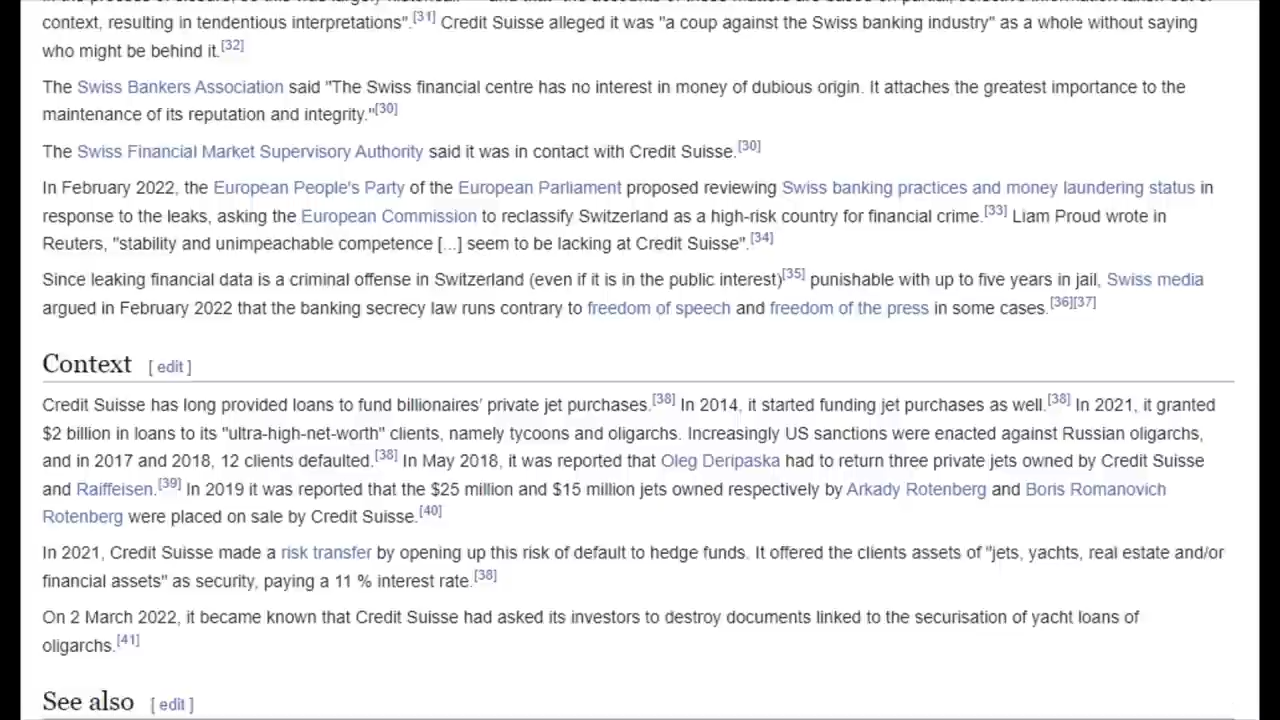 context, resulting in tendentious interpretations".[31] Credit Suisse alleged it was "a coup against the Swiss banking industry" as a whole without saying
who might be behind it.[32]
The Swiss Bankers Association said "The Swiss financial centre has no interest in money of dubious origin. It attaches the greatest importance to the
maintenance of its reputation and integrity."[30]
The Swiss Financial Market Supervisory Authority said it was in contact with Credit Suisse.[30]
In February 2022, the European People's Party of the European Parliament proposed reviewing Swiss banking practices and money laundering status in
response to the leaks, asking the European Commission to reclassify Switzerland as a high-risk country for financial crime.[33] Liam Proud wrote in
Reuters, "stability and unimpeachable competence [...] seem to be lacking at Credit Suisse".[34]
Since leaking financial data is a criminal offense in Switzerland (even if it is in the public interest)[35] punishable with up to five years in jail, Swiss media
argued in February 2022 that the banking secrecy law runs contrary to freedom of speech and freedom of the press in some cases.[36][37]
Context [ edit ]
Credit Suisse has long provided loans to fund billionaires' private jet purchases.[38] In 2014, it started funding jet purchases as well.[38] In 2021, it granted
$2 billion in loans to its "ultra-high-net-worth" clients, namely tycoons and oligarchs. Increasingly US sanctions were enacted against Russian oligarchs,
and in 2017 and 2018, 12 clients defaulted.[38] In May 2018, it was reported that Oleg Deripaska had to return three private jets owned by Credit Suisse
and Raiffeisen.[39] In 2019 it was reported that the $25 million and $15 million jets owned respectively by Arkady Rotenberg and Boris Romanovich
Rotenberg were placed on sale by Credit Suisse.[40]
In 2021, Credit Suisse made a risk transfer by opening up this risk of default to hedge funds. It offered the clients assets of "jets, yachts, real estate and/or
financial assets" as security, paying a 11 % interest rate.[38]
On 2 March 2022, it became known that Credit Suisse had asked its investors to destroy documents linked to the securisation of yacht loans of
oligarchs.[41]
See also [ edit ]